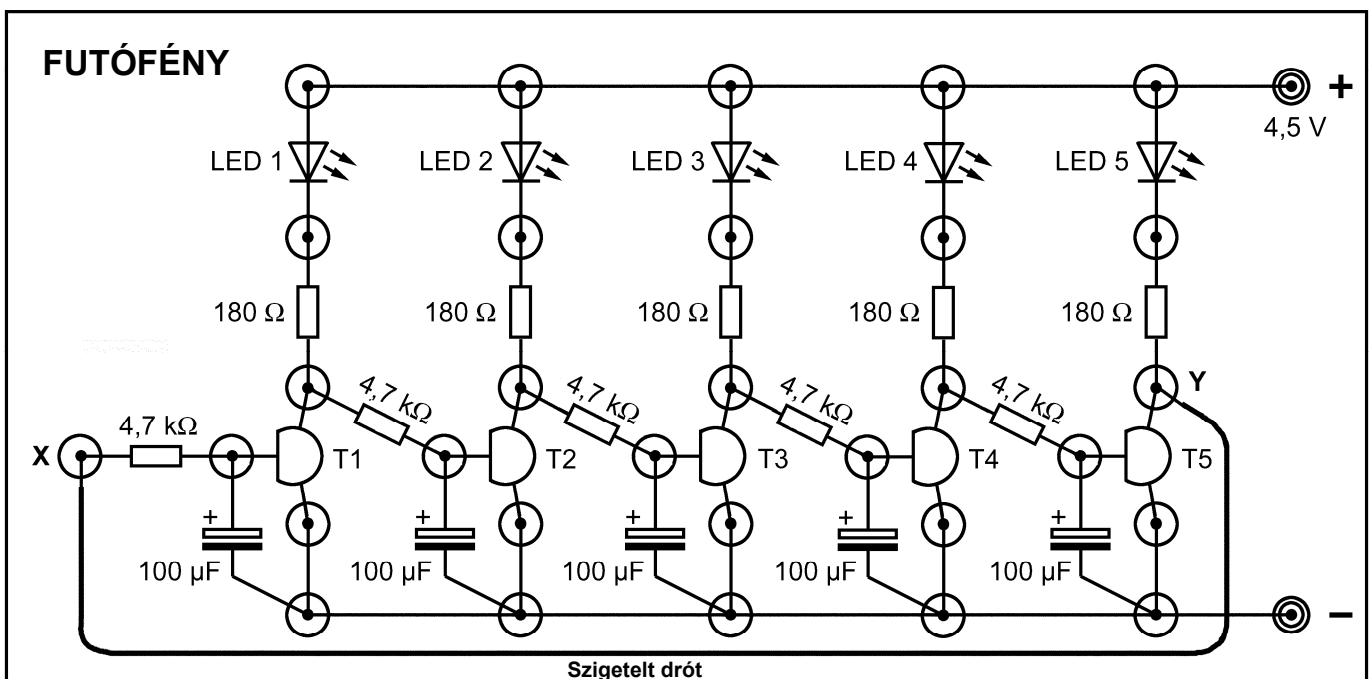 FUTÓFÉNY
+
4,5 V
LED 1
LED 2
LED 3
LED 4
LED 5
180 Ω
180 Ω
180 Ω
180 Ω
180 Ω
4,7 kΩ
4,7 kΩ
4,7 kΩ
4,7 kΩ
Y
X
4,7 kΩ
T1
T2
T3
T4
T5
+
+
+
+
+
100 µF
100 µF
100 µF
100 µF
100 µF
−
Szigetelt drót